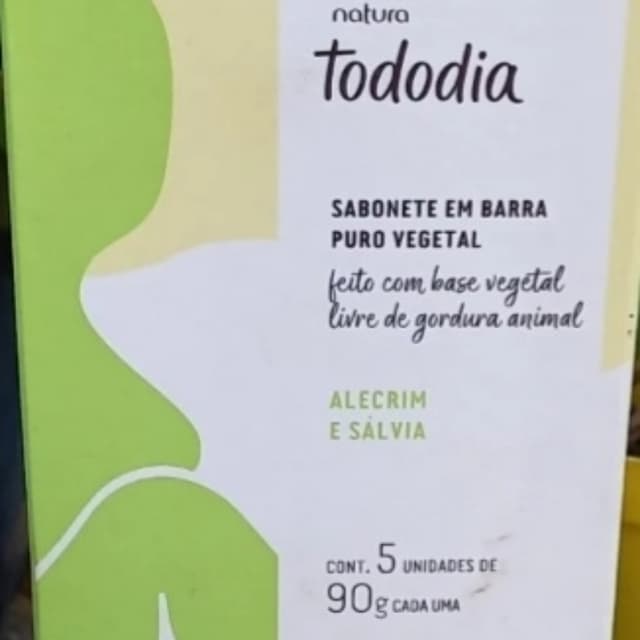 natura
tododia
SABONETE EM BARRA
PURO VEGETAL
feito com base vegetal
livre de gordura animal
ALECRIM
E SÁLVIA
CONT. 5 UNIDADES DE
90g CADA UMA